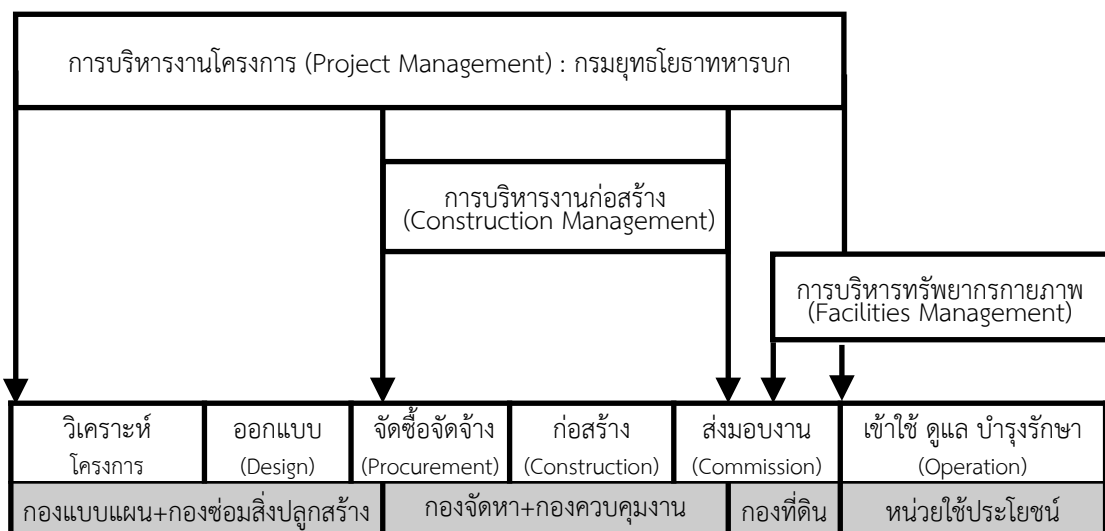 การบริหารงานโครงการ (Project Management) : กรมยุทธโยธาทหารบก
การบริหารงานก่อสร้าง
(Construction Management)
การบริหารทรัพยากรกายภาพ
(Facilities Management)
วิเคราะห์
โครงการ
ออกแบบ
(Design)
จัดซื้อจัดจ้าง
(Procurement)
ก่อสร้าง
(Construction)
ส่งมอบงาน
(Commission)
เข้าใช้ ดูแล บำรุงรักษา
(Operation)
กองแบบแผน+กองซ่อมสิ่งปลูกสร้าง
กองจัดหา+กองควบคุมงาน
กองที่ดิน
หน่วยใช้ประโยชน์